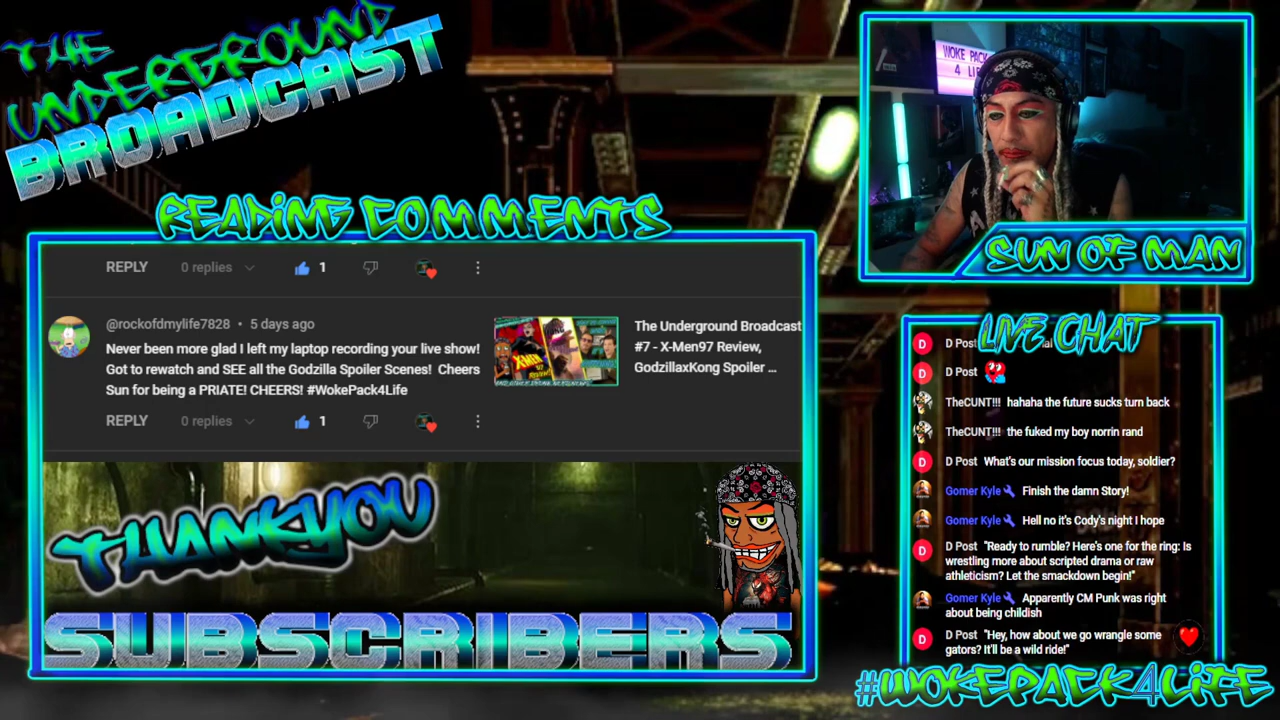 THE
UNDERGROUND
BROADCAST
WOKE PACK
4 LIFE
READING COMMENTS
SUN OF MAN
REPLY 0 replies 1
@rockofdmylife7828 • 5 days ago
Never been more glad I left my laptop recording your live show!
Got to rewatch and SEE all the Godzilla Spoiler Scenes! Cheers
Sun for being a PRIATE! CHEERS! #WokePack4Life
X-MEN
The Underground Broadcast
#7 - X-Men97 Review,
GodzillaxKong Spoiler ...
REPLY 0 replies 1
THANKYOU
SUBSCRIBERS
LIVE CHAT
D D Post
D D Post
TheCUNT!!! hahaha the future sucks turn back
TheCUNT!!! the fuked my boy norrin rand
D D Post What's our mission focus today, soldier?
Gomer Kyle Finish the damn Story!
Gomer Kyle Hell no it's Cody's night I hope
D D Post "Ready to rumble? Here's one for the ring: Is
wrestling more about scripted drama or raw
athleticism? Let the smackdown begin!"
Gomer Kyle Apparently CM Punk was right
about being childish
D D Post "Hey, how about we go wrangle some
gators? It'll be a wild ride!"
#WOKEPACK4LIFE